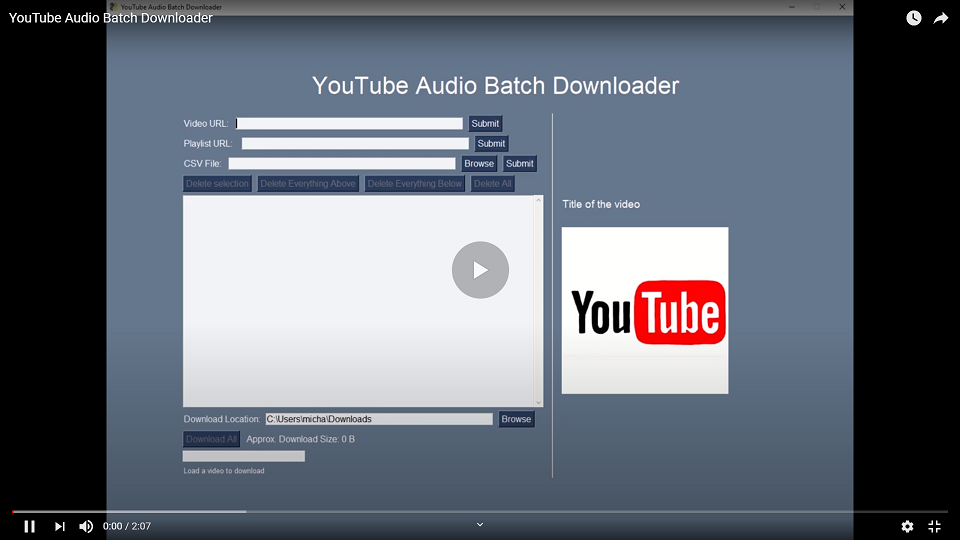 YouTube Audio Batch Downloader
YouTube Audio Batch Downloader
YouTube Audio Batch Downloader
Video URL: Submit
Playlist URL: Submit
CSV File: Browse Submit
Delete selection Delete Everything Above Delete Everything Below Delete All
Title of the video
YouTube
Download Location: C:\Users\micha\Downloads Browse
Download All Approx. Download Size: 0 B
Load a video to download
0:00 / 2:07